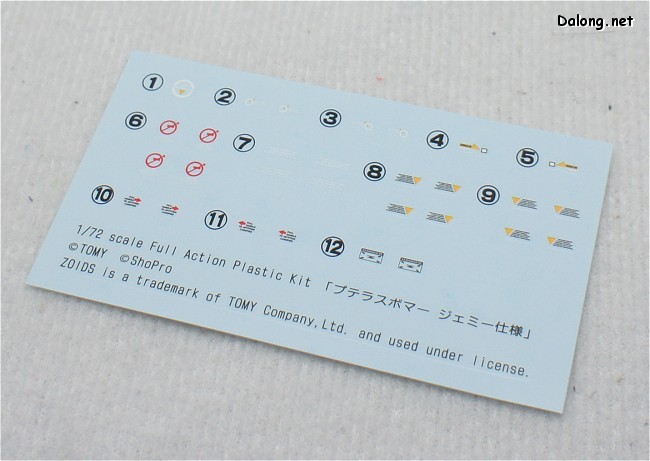 Dalong.net
1 2 3 4 5
6 7 8 9
10 11 12
1/72 scale Full Action Plastic Kit 「プテラスボマー ジェミー仕様」
©TOMY ©ShoPro
ZOIDS is a trademark of TOMY Company,Ltd. and used under license.